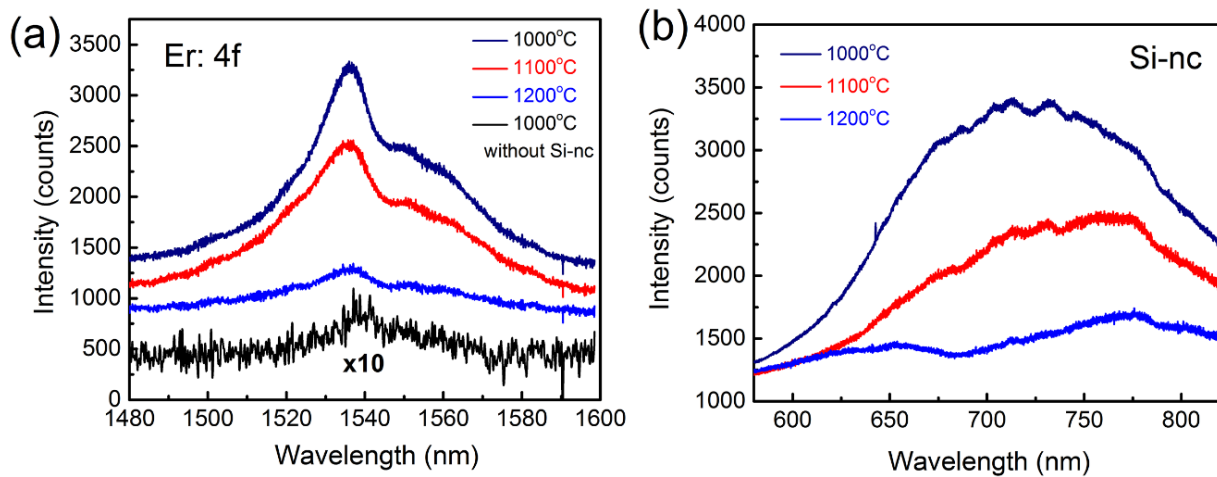 (a)
Er: 4f
1000°C
1100°C
1200°C
1000°C
without Si-nc
x10
3500
3000
2500
2000
1500
1000
500
0
1480 1500 1520 1540 1560 1580 1600
Intensity (counts)
Wavelength (nm)
(b)
Si-nc
1000°C
1100°C
1200°C
4000
3500
3000
2500
2000
1500
1000
600 650 700 750 800
Intensity (counts)
Wavelength (nm)